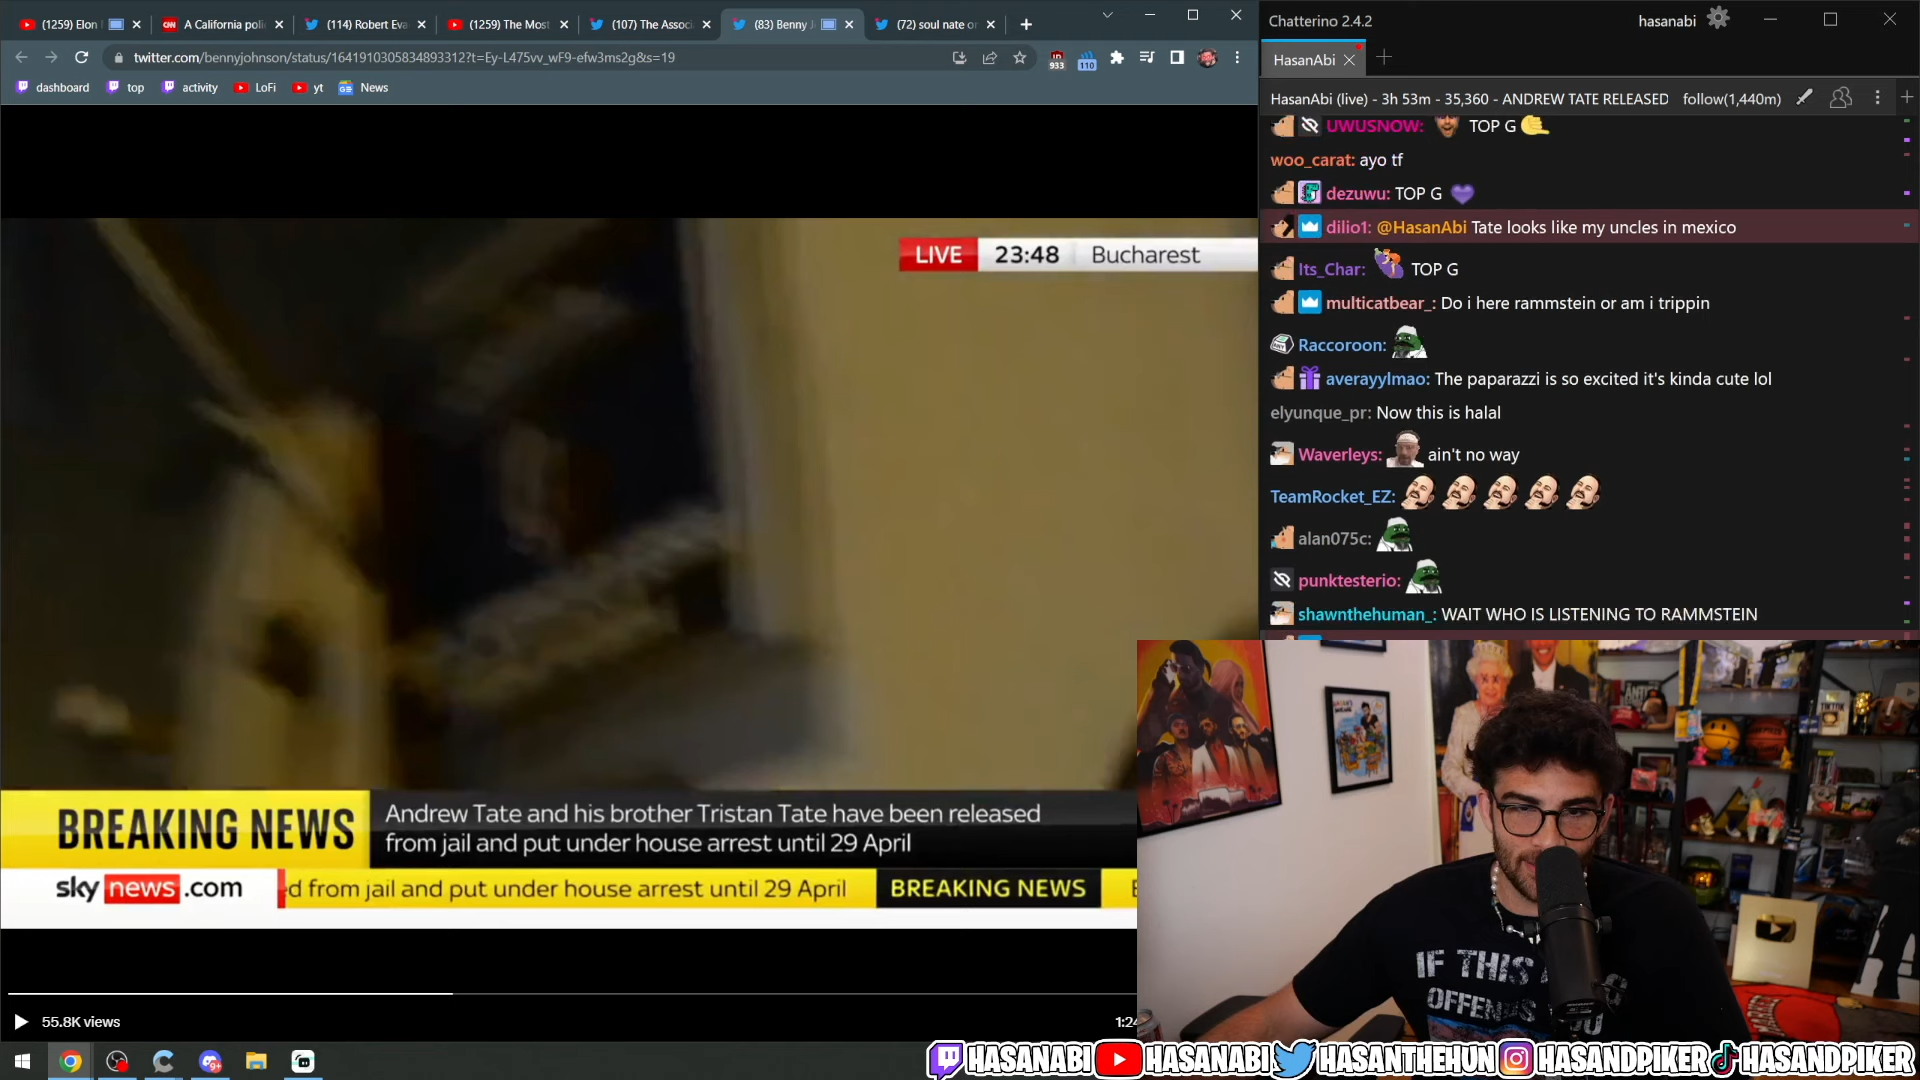 (1259) Elon
A California poli
(114) Robert Eva
(1259) The Most
(107) The Assoc
(83) Benny J
(72) soul nate on
twitter.com/bennyjohnson/status/1641910305834893312?t=Ey-L475vv_wF9-efw3ms2g&s=19
933
110
dashboard
top
activity
LoFi
yt
News
LIVE 23:48 Bucharest
BREAKING NEWS
Andrew Tate and his brother Tristan Tate have been released
from jail and put under house arrest until 29 April
sky news.com
d from jail and put under house arrest until 29 April BREAKING NEWS
55.8K views
1:24
Chatterino 2.4.2
hasanabi
HasanAbi
HasanAbi (live) - 3h 53m - 35,360 - ANDREW TATE RELEASED
follow(1,440m)
UWUSNOW: TOP G
woo_carat: ayo tf
dezuwu: TOP G
dilio1: @HasanAbi Tate looks like my uncles in mexico
Its_Char: TOP G
multicatbear_: Do i here rammstein or am i trippin
Raccoroon:
averayylmao: The paparazzi is so excited it's kinda cute lol
elyunque_pr: Now this is halal
Waverleys: ain't no way
TeamRocket_EZ:
alan075c:
punktesterio:
shawnthehuman_: WAIT WHO IS LISTENING TO RAMMSTEIN
IF THIS
OFFEN
HASANABI
HASANABI
HASANTHEHUN
HASANDPIKER
HASANDPIKER